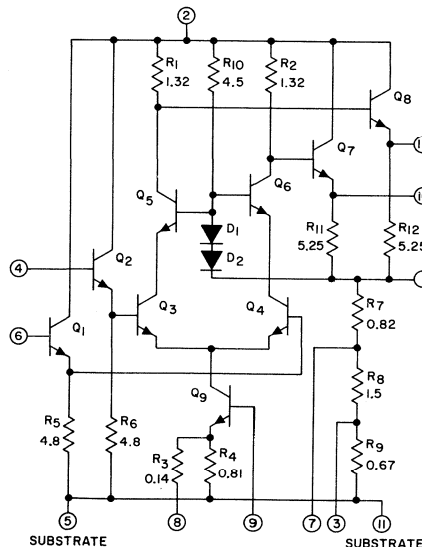 2
R1
1.32
R10
4.5
R2
1.32
Q8
Q7
Q6
Q5
R11
5.25
R12
5.25
D1
D2
Q2
4
Q3
Q4
R7
0.82
6
Q1
R8
1.5
Q9
R5
4.8
R6
4.8
R3
0.14
R4
0.81
R9
0.67
5
8
9
7
3
11
SUBSTRATE
SUBSTRATE